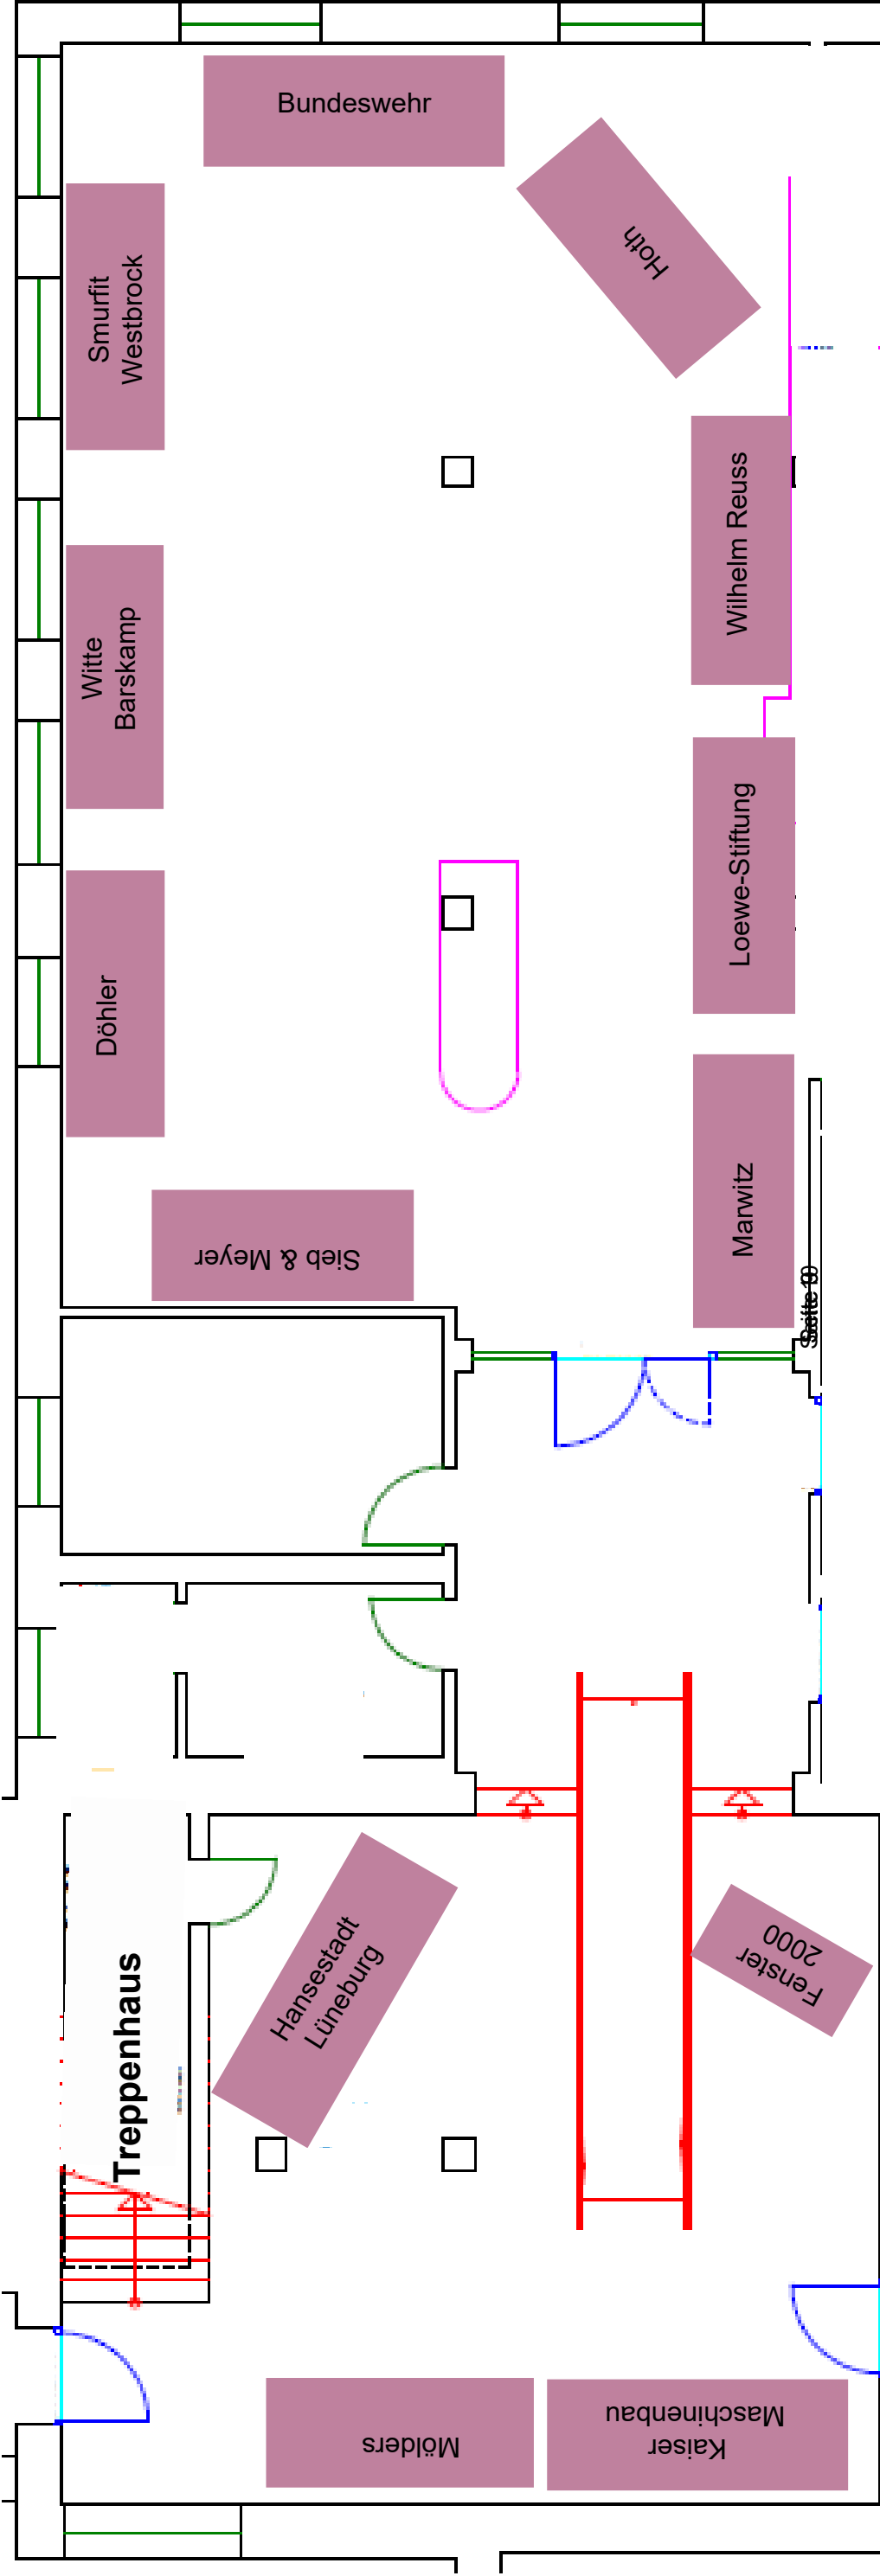 Bundeswehr
Hoth
Smurfit
Westbrock
Wilhelm Reuss
Witte
Barskamp
Loewe-Stiftung
Döhler
Marwitz
Sieb & Meyer
Hansestadt
Lüneburg
Fenster
2000
Treppenhaus
Mölders
Kaiser
Maschinenbau